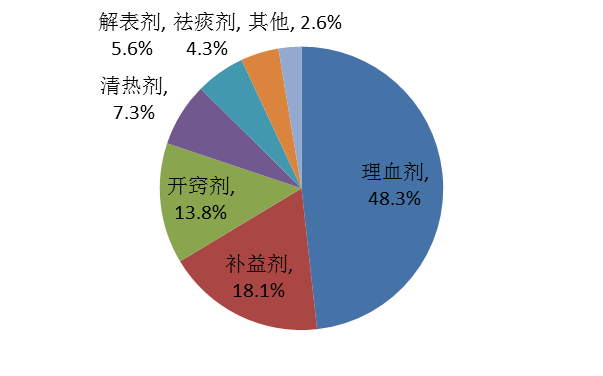 解表剂, 祛痰剂, 其他, 2.6%
5.6% 4.3%
清热剂,
7.3%
理血剂,
48.3%
开窍剂,
13.8%
补益剂,
18.1%